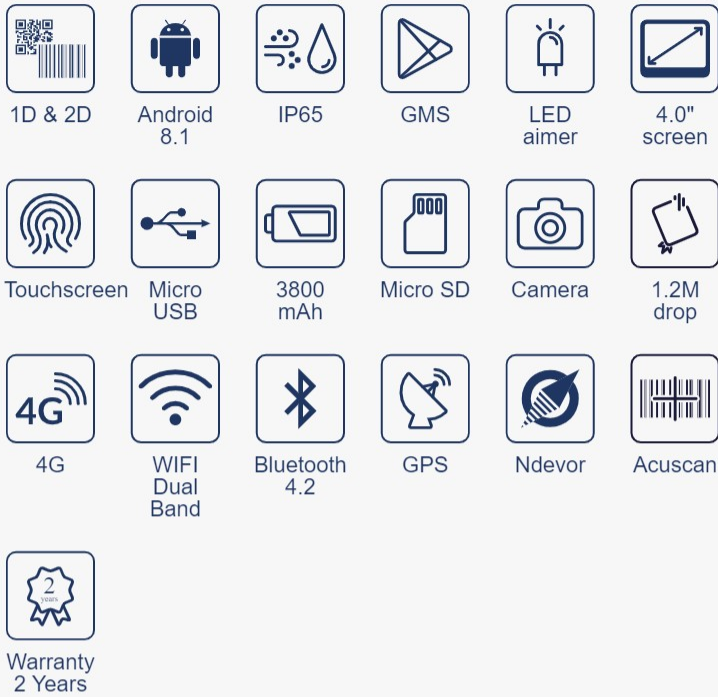 1D & 2D
Android
8.1
IP65
GMS
LED
aimer
4.0"
screen
Touchscreen
Micro
USB
3800
mAh
Micro SD
Camera
1.2M
drop
4G
4G
WIFI
Dual
Band
Bluetooth
4.2
GPS
Ndevor
Acuscan
2
years
Warranty
2 Years